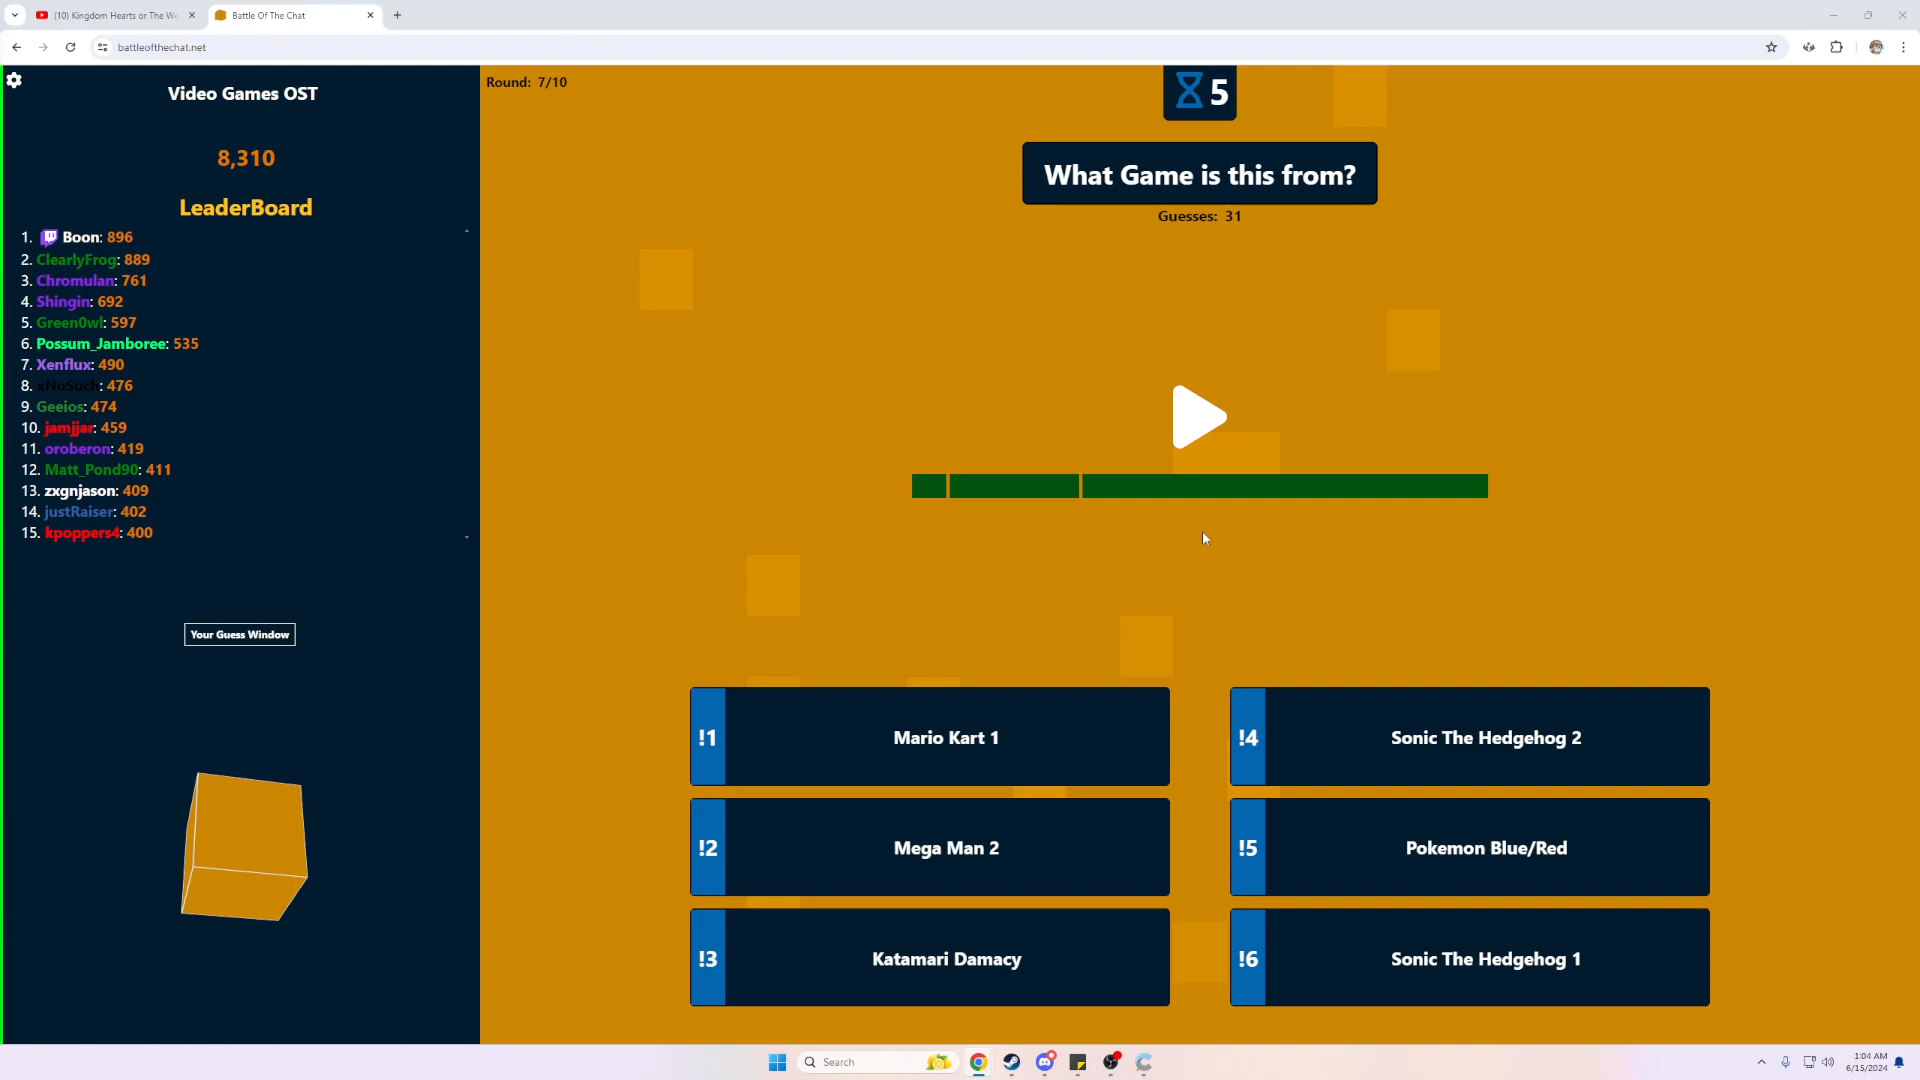 (10) Kingdom Hearts or The We
Battle Of The Chat
battleofthechat.net
Video Games OST
8,310
LeaderBoard
1. Boon: 896
2. ClearlyFrog: 889
3. Chromulan: 761
4. Shingin: 692
5. Green0wl: 597
6. Possum_Jamboree: 535
7. Xenflux: 490
8. xNoSuch: 476
9. Geeios: 474
10. jamjjar: 459
11. oroberon: 419
12. Matt_Pond90: 411
13. zxgnjason: 409
14. justRaiser: 402
15. kpoppers4: 400
Your Guess Window
Round: 7/10
5
What Game is this from?
Guesses: 31
!1 Mario Kart 1
!4 Sonic The Hedgehog 2
!2 Mega Man 2
!5 Pokemon Blue/Red
!3 Katamari Damacy
!6 Sonic The Hedgehog 1
Search
1:04 AM
6/15/2024